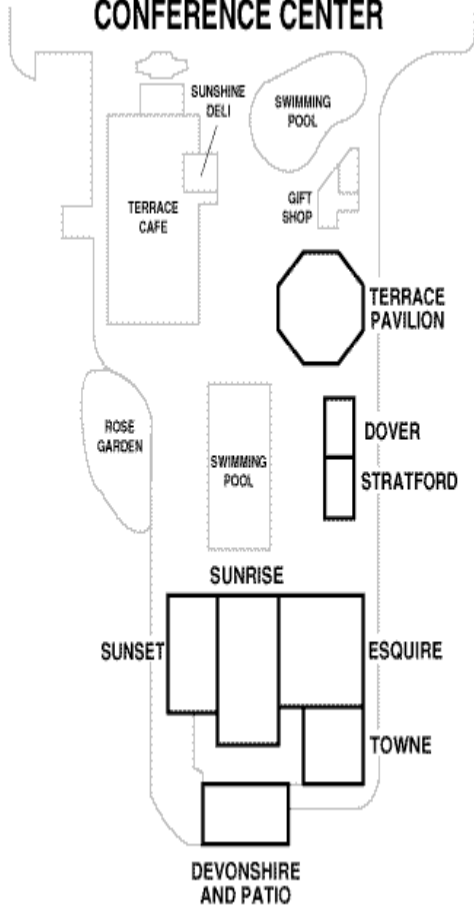 CONFERENCE CENTER
SUNSHINE
DELI
SWIMMING
POOL
TERRACE
CAFE
GIFT
SHOP
TERRACE
PAVILION
ROSE
GARDEN
SWIMMING
POOL
DOVER
STRATFORD
SUNRISE
SUNSET
ESQUIRE
TOWNE
DEVONSHIRE
AND PATIO